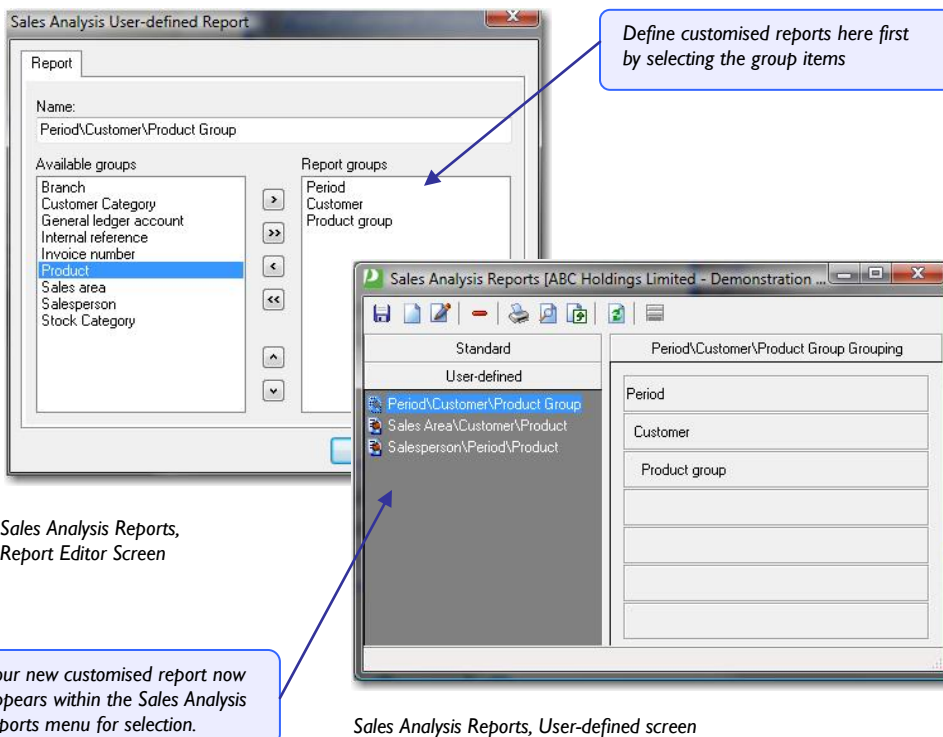 Sales Analysis User-defined Report
Define customised reports here first
by selecting the group items
Report
Name:
Period\Customer\Product Group
Available groups
Branch
Customer Category
General ledger account
Internal reference
Invoice number
Product
Sales area
Salesperson
Stock Category
>
>>
<
<<
Report groups
Period
Customer
Product group
Sales Analysis Reports [ABC Holdings Limited - Demonstration ...
Standard
User-defined
Period\Customer\Product Group
Sales Area\Customer\Product
Salesperson\Period\Product
Period\Customer\Product Group Grouping
Period
Customer
Product group
Sales Analysis Reports,
Report Editor Screen
our new customised report now
ppears within the Sales Analysis
ports menu for selection.
Sales Analysis Reports, User-defined screen